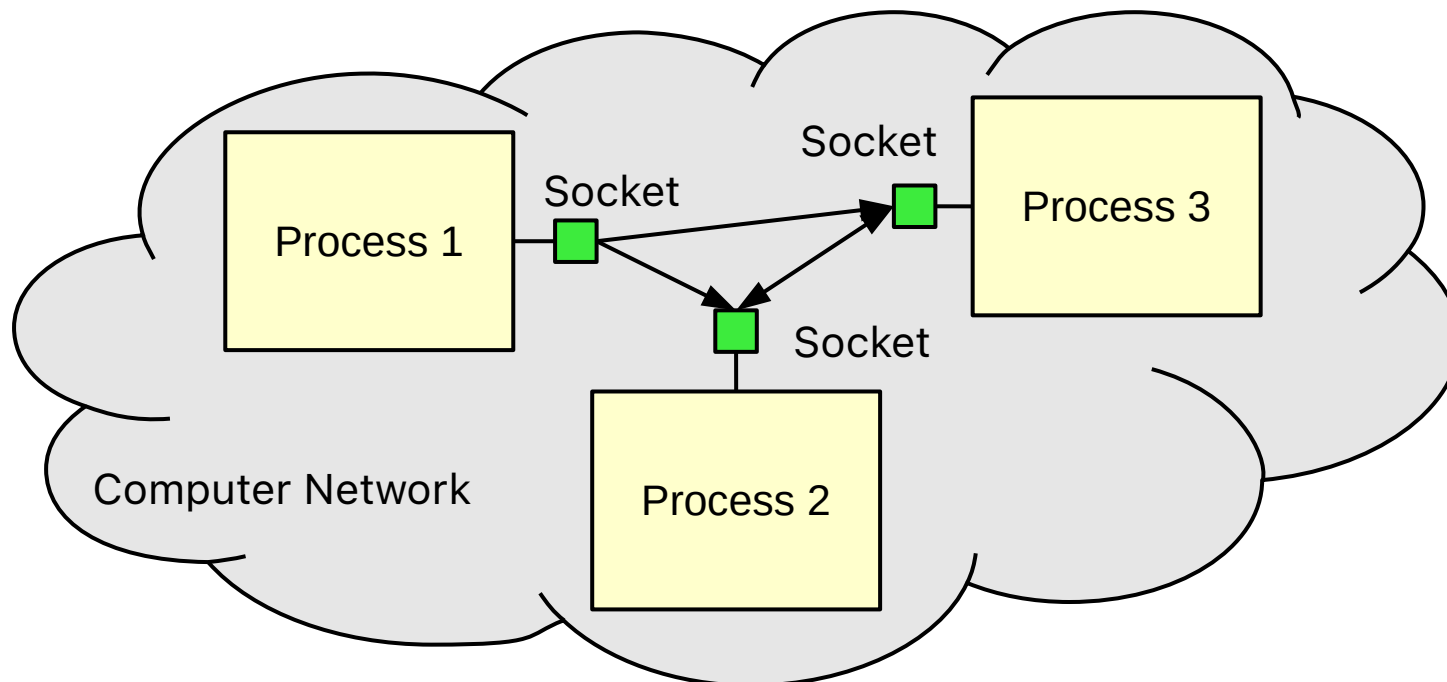 Socket
Process 3
Socket
Process 1
Socket
Computer Network
Process 2